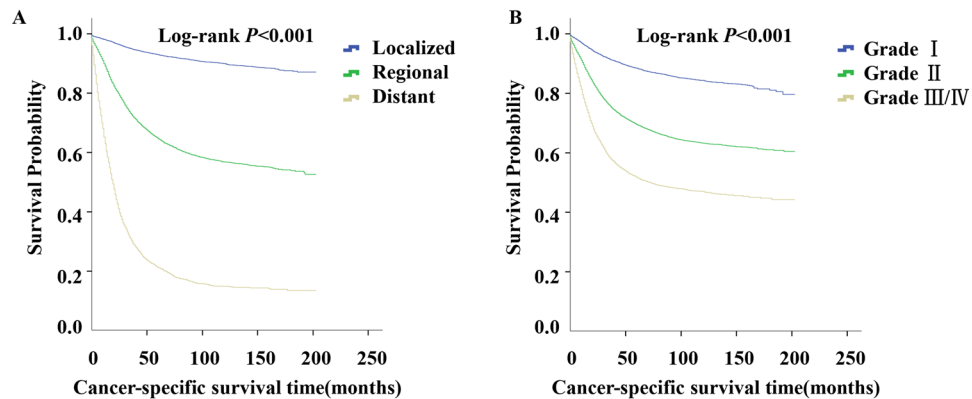 A
Log-rank P<0.001
Localized
Regional
Distant
Survival Probability
1.0
0.8
0.6
0.4
0.2
0.0
0 50 100 150 200 250
Cancer-specific survival time(months)
B
Log-rank P<0.001
Grade Ⅰ
Grade Ⅱ
Grade Ⅲ/Ⅳ
Survival Probability
1.0
0.8
0.6
0.4
0.2
0.0
0 50 100 150 200 250
Cancer-specific survival time(months)